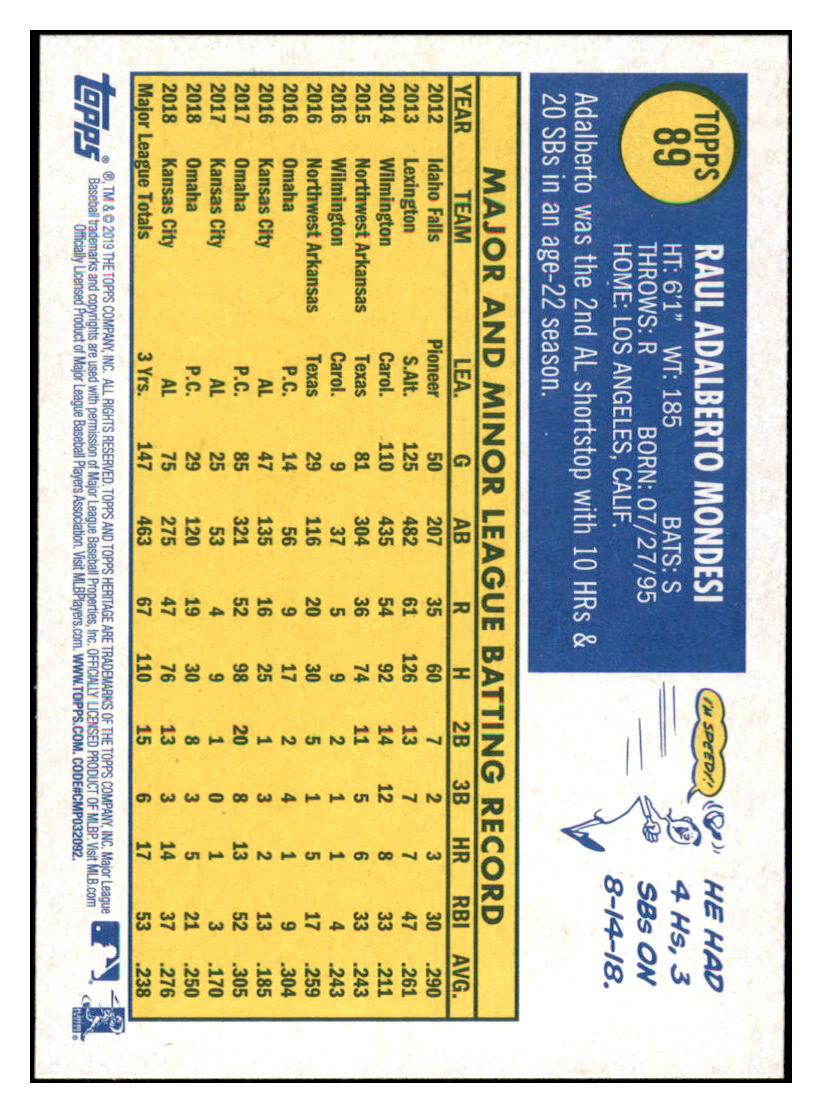 TOPPS
89
RAUL ADALBERTO MONDESI
HT: 6'1" WT: 185 BATS: S
THROWS: R BORN: 07/27/95
HOME: LOS ANGELES, CALIF.
Adalberto was the 2nd AL shortstop with 10 HRs &
20 SBs in an age-22 season.
I'M SPEEDY!
HE HAD
4 Hs, 3
SBs ON
8-14-18.
MAJOR AND MINOR LEAGUE BATTING RECORD
YEAR TEAM LEA. G AB R H 2B 3B HR RBI AVG.
2012 Idaho Falls Pioneer 50 207 35 60 7 2 3 30 .290
2013 Lexington S.Alt. 125 482 61 126 13 7 7 47 .261
2014 Wilmington Carol. 110 435 54 92 14 12 8 33 .211
2015 Northwest Arkansas Texas 81 304 36 74 11 5 6 33 .243
2016 Wilmington Carol. 9 37 5 9 2 1 1 4 .243
2016 Northwest Arkansas Texas 29 116 20 30 5 1 5 17 .259
2016 Omaha P.C. 14 56 9 17 2 4 1 9 .304
2016 Kansas City AL 47 135 16 25 1 3 2 13 .185
2017 Omaha P.C. 85 321 52 98 20 8 13 52 .305
2017 Kansas City AL 25 53 4 9 1 0 1 3 .170
2018 Omaha P.C. 29 120 19 30 8 3 5 21 .250
2018 Kansas City AL 75 275 47 76 13 3 14 37 .276
Major League Totals 3 Yrs. 147 463 67 110 15 6 17 53 .238
topps
®, TM & © 2019 THE TOPPS COMPANY, INC. ALL RIGHTS RESERVED. TOPPS AND TOPPS HERITAGE ARE TRADEMARKS OF THE TOPPS COMPANY, INC. Major League
Baseball trademarks and copyrights are used with permission of Major League Baseball Properties, Inc. OFFICIALLY LICENSED PRODUCT OF MLBP. Visit MLB.com
Officially Licensed Product of Major League Baseball Players Association. Visit MLBPlayers.com. WWW.TOPPS.COM. CODE#CMP032092.